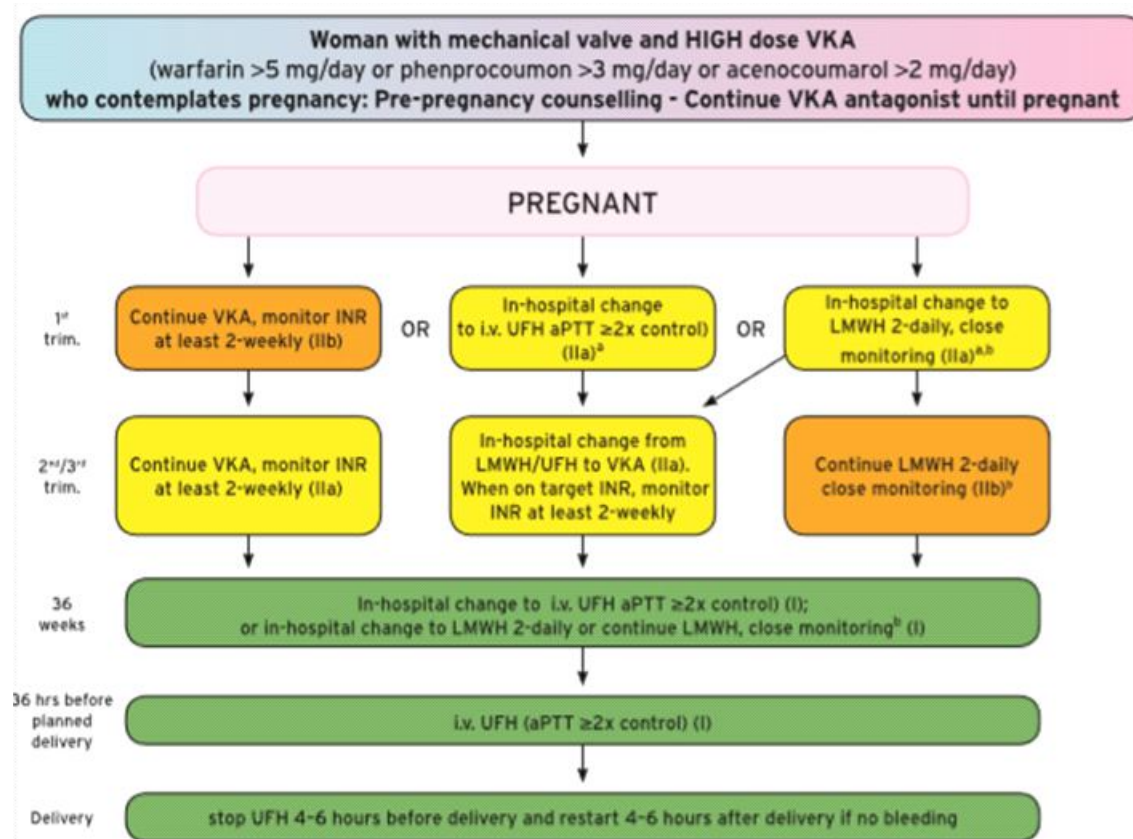 Woman with mechanical valve and HIGH dose VKA
(warfarin >5 mg/day or phenprocoumon >3 mg/day or acenocoumarol >2 mg/day)
who contemplates pregnancy: Pre-pregnancy counselling - Continue VKA antagonist until pregnant
PREGNANT
1st
trim.
Continue VKA, monitor INR
at least 2-weekly (IIb)
OR
In-hospital change
to i.v. UFH aPTT ≥2x control)
(IIa)a
OR
In-hospital change to
LMWH 2-daily, close
monitoring (IIa)a,b
2nd/3rd
trim.
Continue VKA, monitor INR
at least 2-weekly (IIa)
In-hospital change from
LMWH/UFH to VKA (IIa).
When on target INR, monitor
INR at least 2-weekly
Continue LMWH 2-daily
close monitoring (IIb)b
36
weeks
In-hospital change to i.v. UFH aPTT ≥2x control) (I);
or in-hospital change to LMWH 2-daily or continue LMWH, close monitoringb (I)
36 hrs before
planned
delivery
i.v. UFH (aPTT ≥2x control) (I)
Delivery
stop UFH 4-6 hours before delivery and restart 4-6 hours after delivery if no bleeding